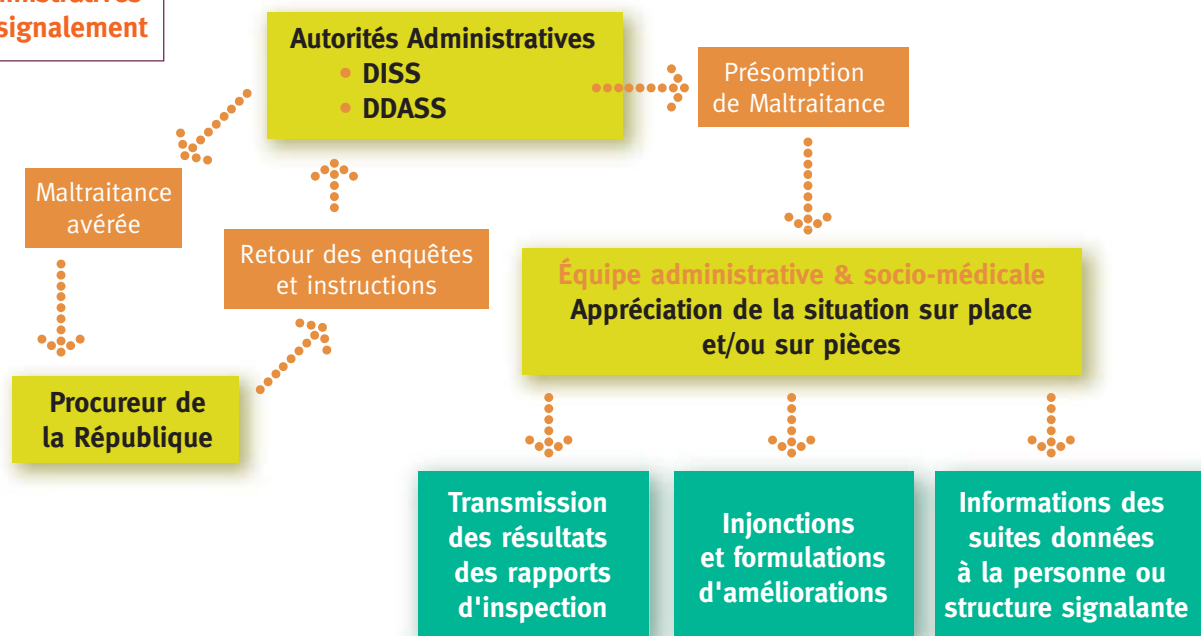 signalement
Autorités Administratives
• DISS
• DDASS
Présomption
de Maltraitance
Maltraitance
avérée
Retour des enquêtes
et instructions
Équipe administrative & socio-médicale
Appréciation de la situation sur place
et/ou sur pièces
Procureur de
la République
Transmission
des résultats
des rapports
d'inspection
Injonctions
et formulations
d'améliorations
Informations des
suites données
à la personne ou
structure signalante